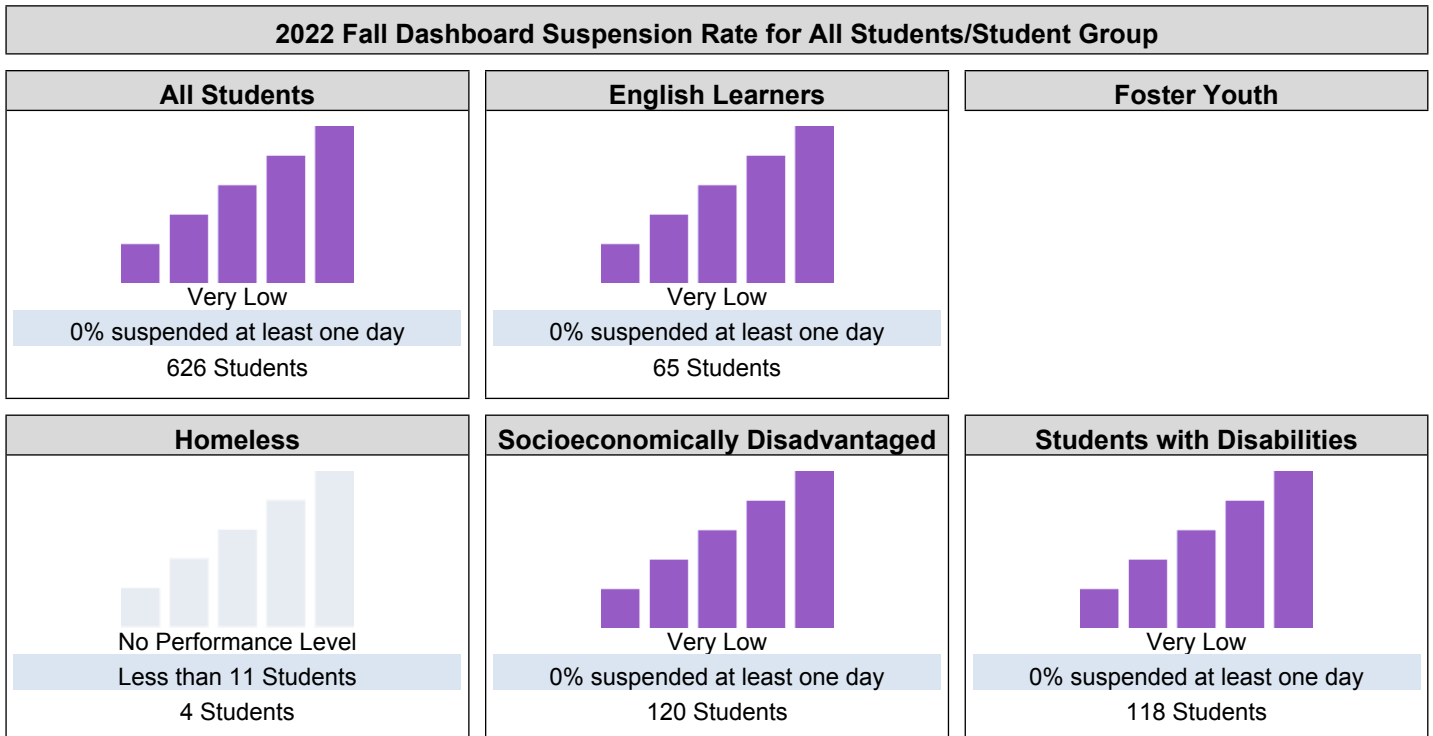 2022 Fall Dashboard Suspension Rate for All Students/Student Group
All Students
Very Low
0% suspended at least one day
626 Students
English Learners
Very Low
0% suspended at least one day
65 Students
Foster Youth
Homeless
No Performance Level
Less than 11 Students
4 Students
Socioeconomically Disadvantaged
Very Low
0% suspended at least one day
120 Students
Students with Disabilities
Very Low
0% suspended at least one day
118 Students